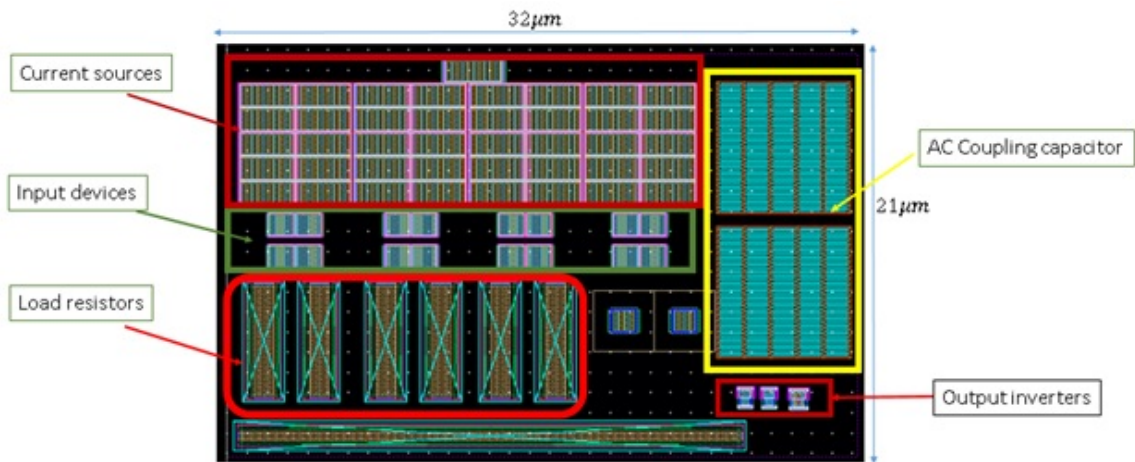 32µm
Current sources
AC Coupling capacitor
Input devices
21µm
Load resistors
Output inverters